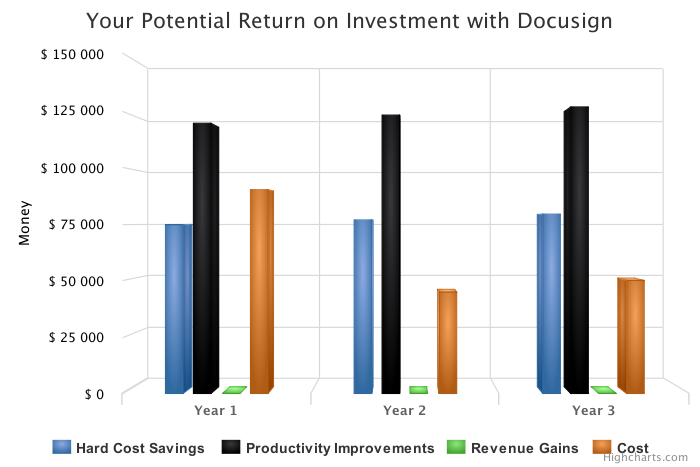 Your Potential Return on Investment with Docusign
$ 150 000
$ 125 000
$ 100 000
$ 75 000
$ 50 000
$ 25 000
$ 0
Money
Year 1
Year 2
Year 3
Hard Cost Savings
Productivity Improvements
Revenue Gains
Cost
Highcharts.com